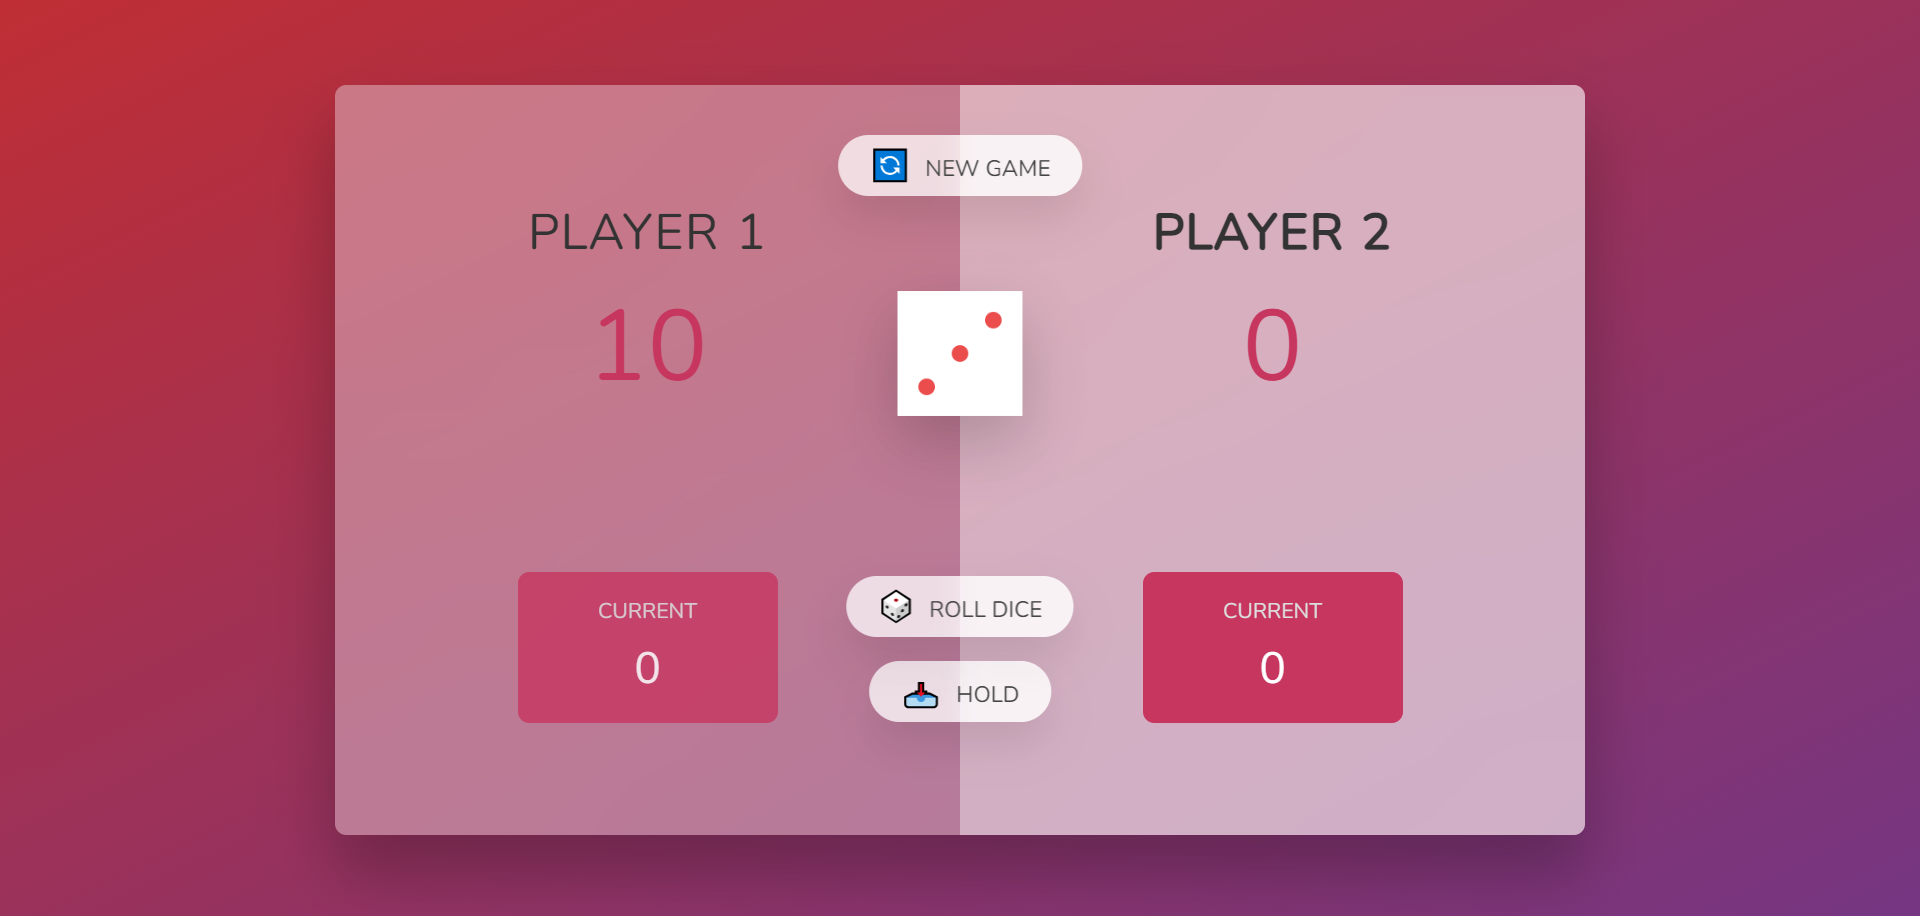 NEW GAME
PLAYER 1
PLAYER 2
10
0
CURRENT
0
ROLL DICE
HOLD
CURRENT
0